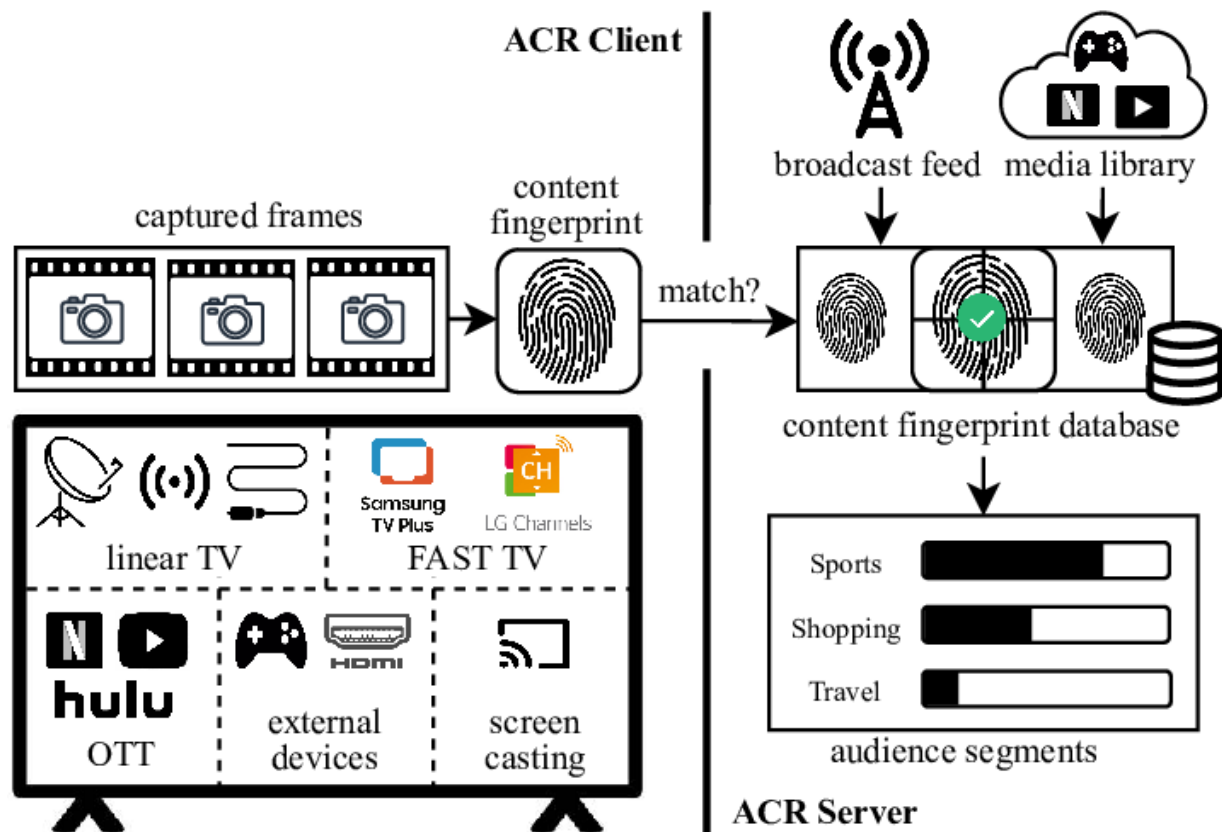 ACR Client
broadcast feed
media library
captured frames
content
fingerprint
match?
content fingerprint database
Samsung
TV Plus
CH
LG Channels
linear TV
FAST TV
N
hulu
OTT
HDMI
external
devices
screen
casting
N
Sports
Shopping
Travel
audience segments
ACR Server